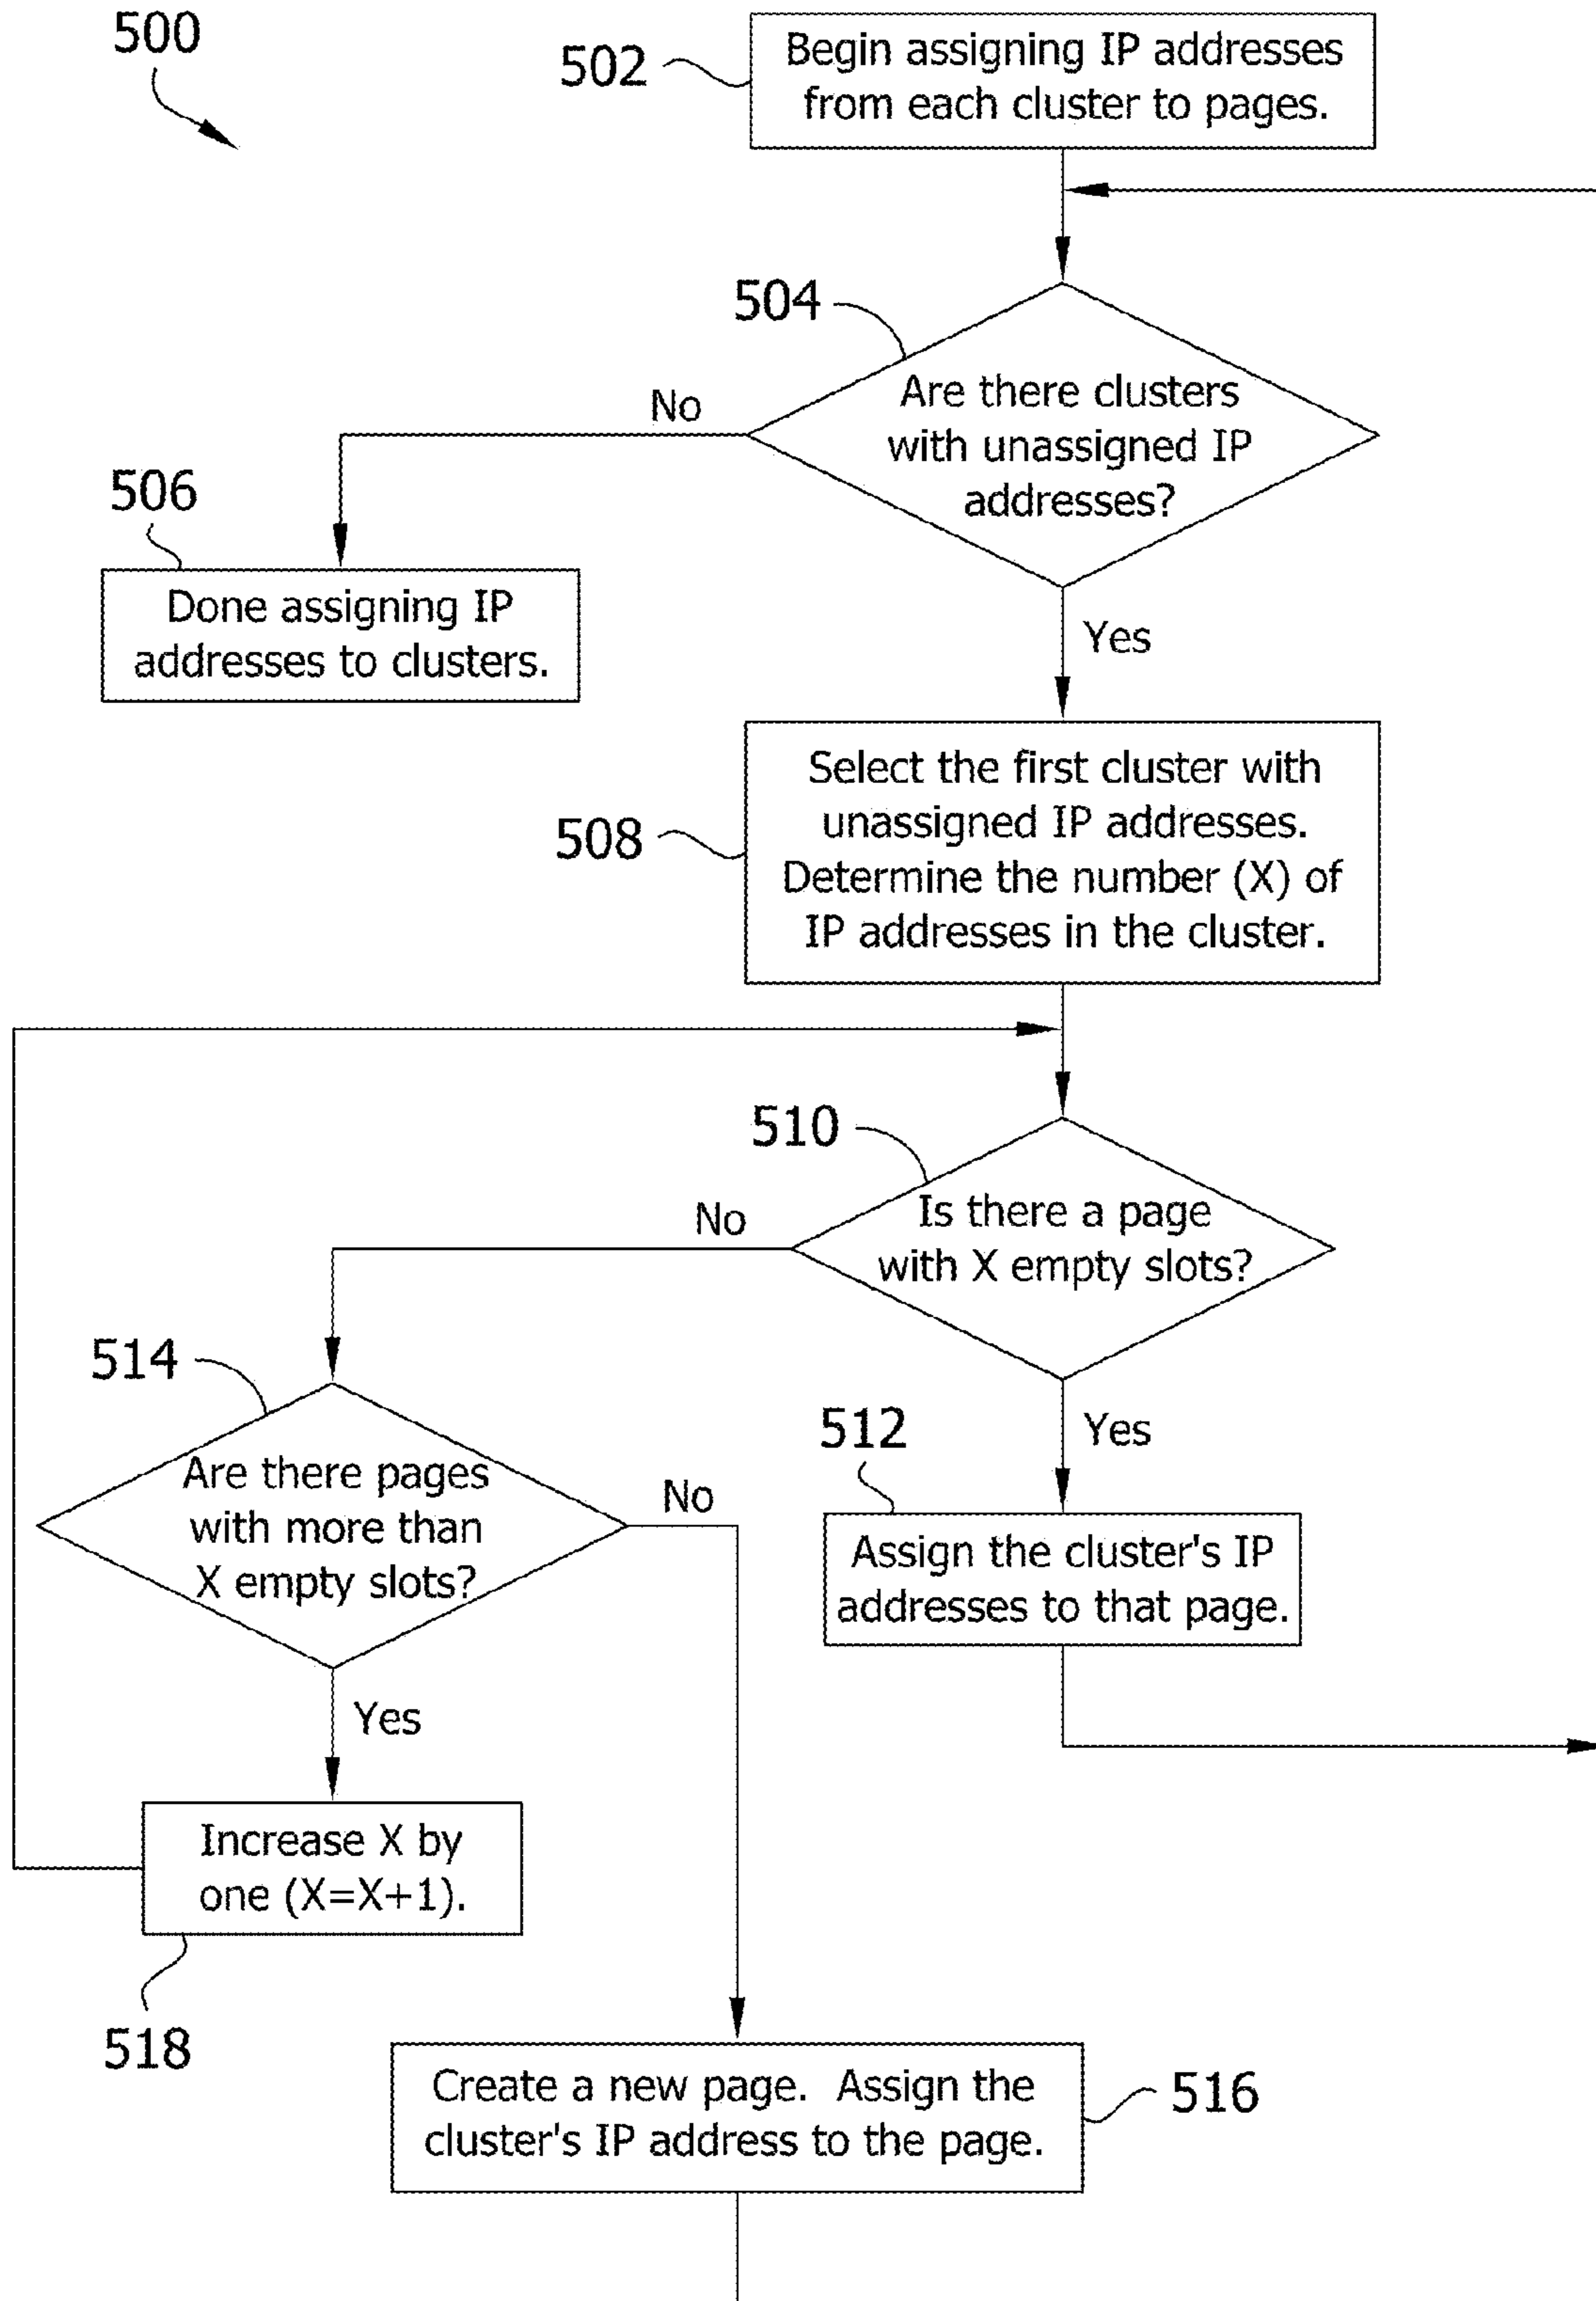 500
502
Begin assigning IP addresses
from each cluster to pages.
504
Are there clusters
with unassigned IP
addresses?
No
506
Done assigning IP
addresses to clusters.
Yes
508
Select the first cluster with
unassigned IP addresses.
Determine the number (X) of
IP addresses in the cluster.
510
Is there a page
with X empty slots?
No
514
Are there pages
with more than
X empty slots?
No
512
Yes
Assign the cluster's IP
addresses to that page.
Yes
Increase X by
one (X=X+1).
518
Create a new page. Assign the
cluster's IP address to the page.
516